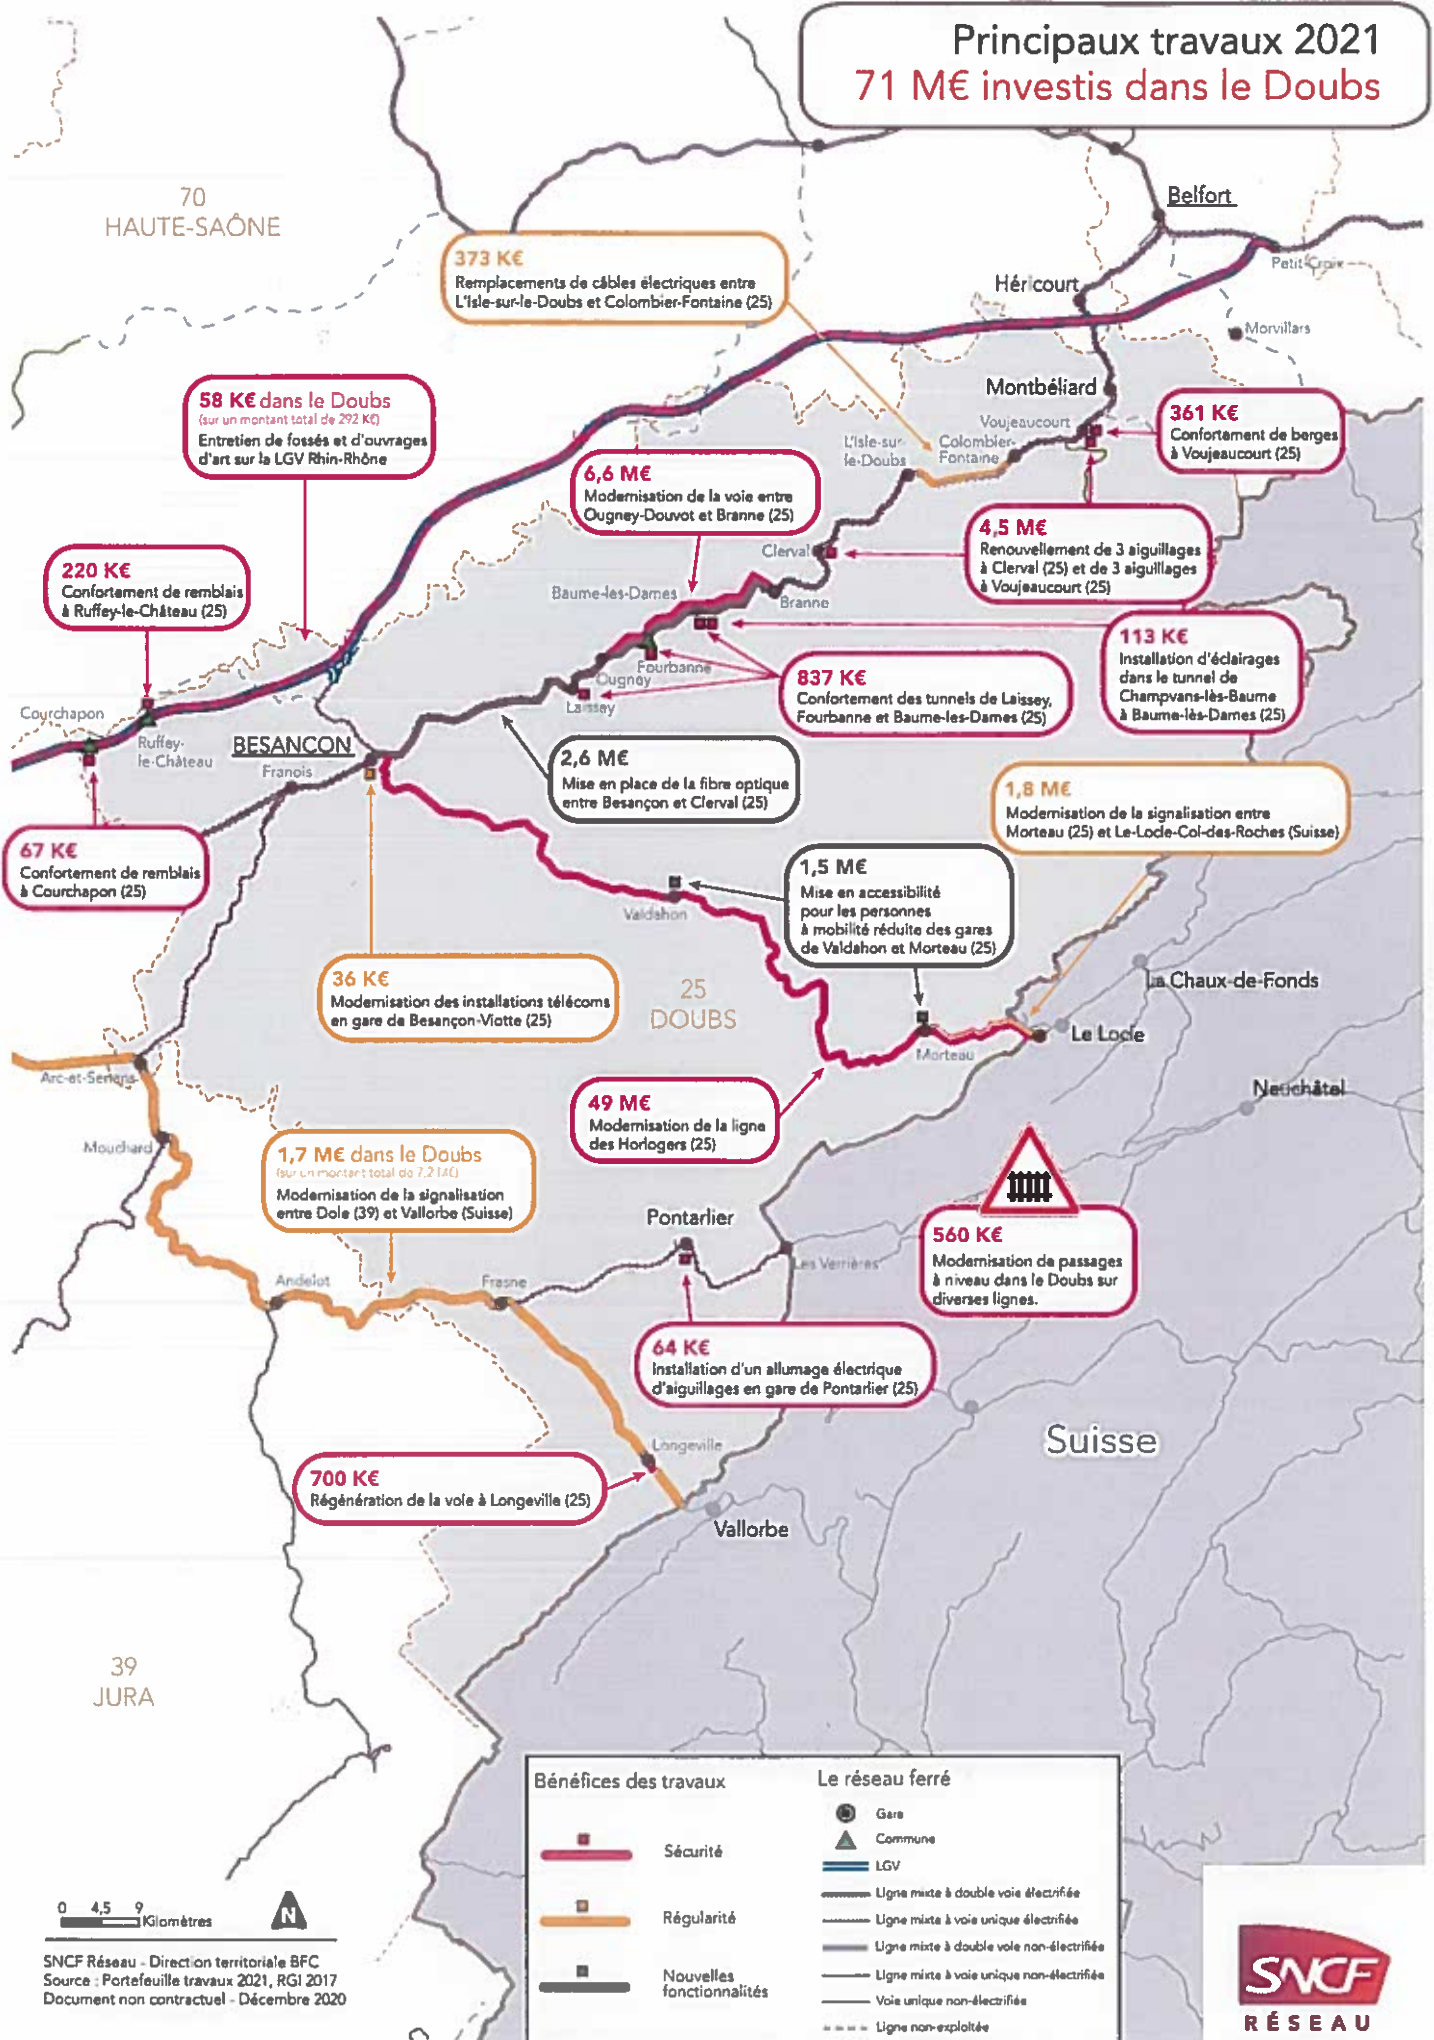 Principaux travaux 2021
71 M€ investis dans le Doubs
70
HAUTE-SAÔNE
Belfort
Petit-Croix
Héricourt
Morvillars
373 K€
Remplacements de câbles électriques entre
L'Isle-sur-le-Doubs et Colombier-Fontaine (25)
Montbéliard
58 K€ dans le Doubs
(sur un montant total de 292 K€)
Entretien de fossés et d'ouvrages
d'art sur la LGV Rhin-Rhône
Voujeaucourt
361 K€
Confortement de berges
à Voujeaucourt (25)
L'Isle-sur-
le-Doubs
Colombier-
Fontaine
6,6 M€
Modernisation de la voie entre
Ougney-Douvot et Branne (25)
4,5 M€
Renouvellement de 3 aiguillages
à Clerval (25) et de 3 aiguillages
à Voujeaucourt (25)
Clerval
220 K€
Confortement de remblais
à Ruffey-le-Château (25)
Baume-les-Dames
Branne
113 K€
Installation d'éclairages
dans le tunnel de
Champvans-lès-Baume
à Baume-lès-Dames (25)
Fourbanne
Ougney
Laissey
837 K€
Confortement des tunnels de Laissey,
Fourbanne et Baume-les-Dames (25)
Courchapon
Ruffey-
le-Château
BESANCON
Franois
2,6 M€
Mise en place de la fibre optique
entre Besançon et Clerval (25)
1,8 M€
Modernisation de la signalisation entre
Morteau (25) et Le-Locle-Col-des-Roches (Suisse)
67 K€
Confortement de remblais
à Courchapon (25)
1,5 M€
Mise en accessibilité
pour les personnes
à mobilité réduite des gares
de Valdahon et Morteau (25)
Valdahon
36 K€
Modernisation des installations télécoms
en gare de Besançon-Viotte (25)
25
DOUBS
La Chaux-de-Fonds
Le Locle
Morteau
Arc-et-Senans
Neuchâtel
49 M€
Modernisation de la ligne
des Horlogers (25)
Mouchard
1,7 M€ dans le Doubs
(sur un montant total de 7,2 M€)
Modernisation de la signalisation
entre Dole (39) et Vallorbe (Suisse)
Pontarlier
Les Verrières
560 K€
Modernisation de passages
à niveau dans le Doubs sur
diverses lignes.
Andelot
Frasne
64 K€
Installation d'un allumage électrique
d'aiguillages en gare de Pontarlier (25)
Suisse
Longeville
700 K€
Régénération de la voie à Longeville (25)
Vallorbe
39
JURA
Bénéfices des travaux
Sécurité
Régularité
Nouvelles
fonctionnalités
Le réseau ferré
Gare
Commune
LGV
Ligne mixte à double voie électrifiée
Ligne mixte à voie unique électrifiée
Ligne mixte à double voie non-électrifiée
Ligne mixte à voie unique non-électrifiée
Voie unique non-électrifiée
Ligne non-exploitée
0 4,5 9
Kilomètres
N
SNCF Réseau - Direction territoriale BFC
Source : Portefeuille travaux 2021, RGI 2017
Document non contractuel - Décembre 2020
SNCF
RÉSEAU